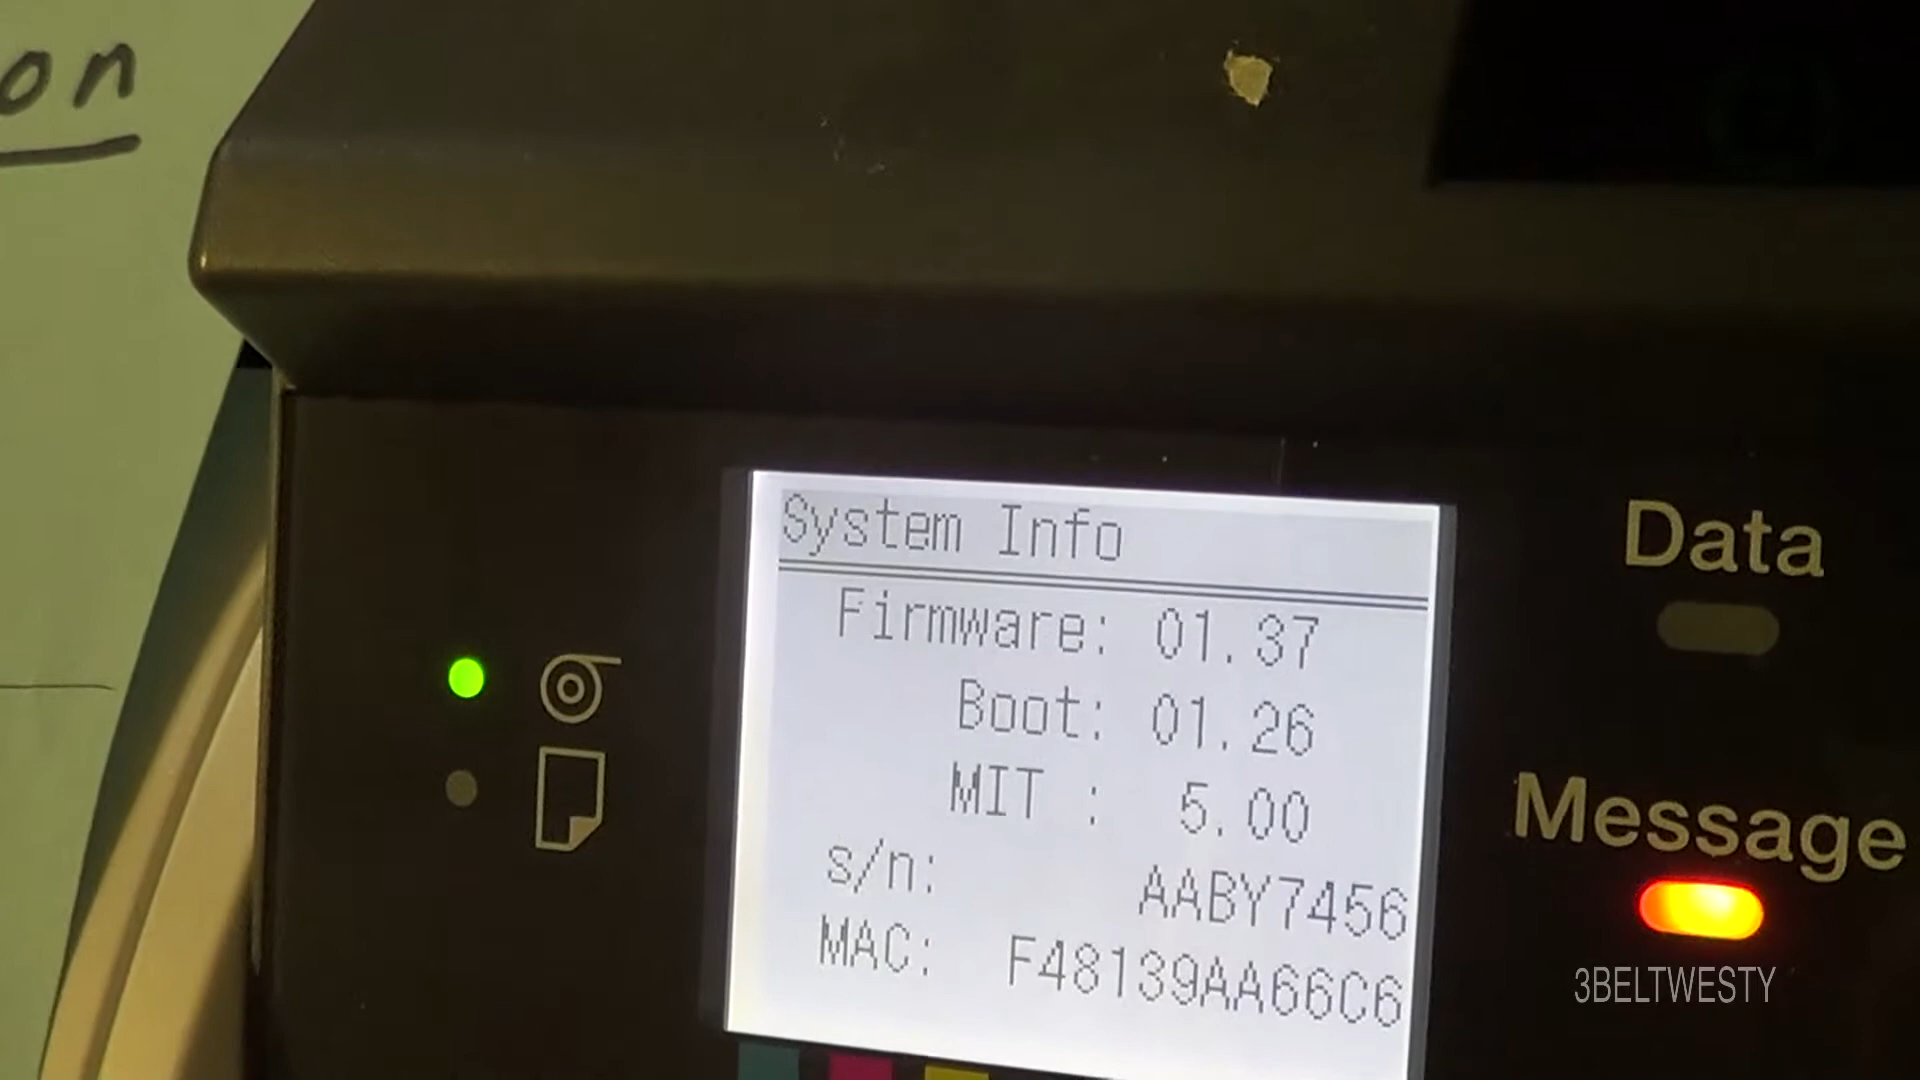 on
System Info
Firmware: 01.37
Boot: 01.26
MIT : 5.00
s/n: AABY7456
MAC: F48139AA66C6
Data
Message
3BELTWESTY